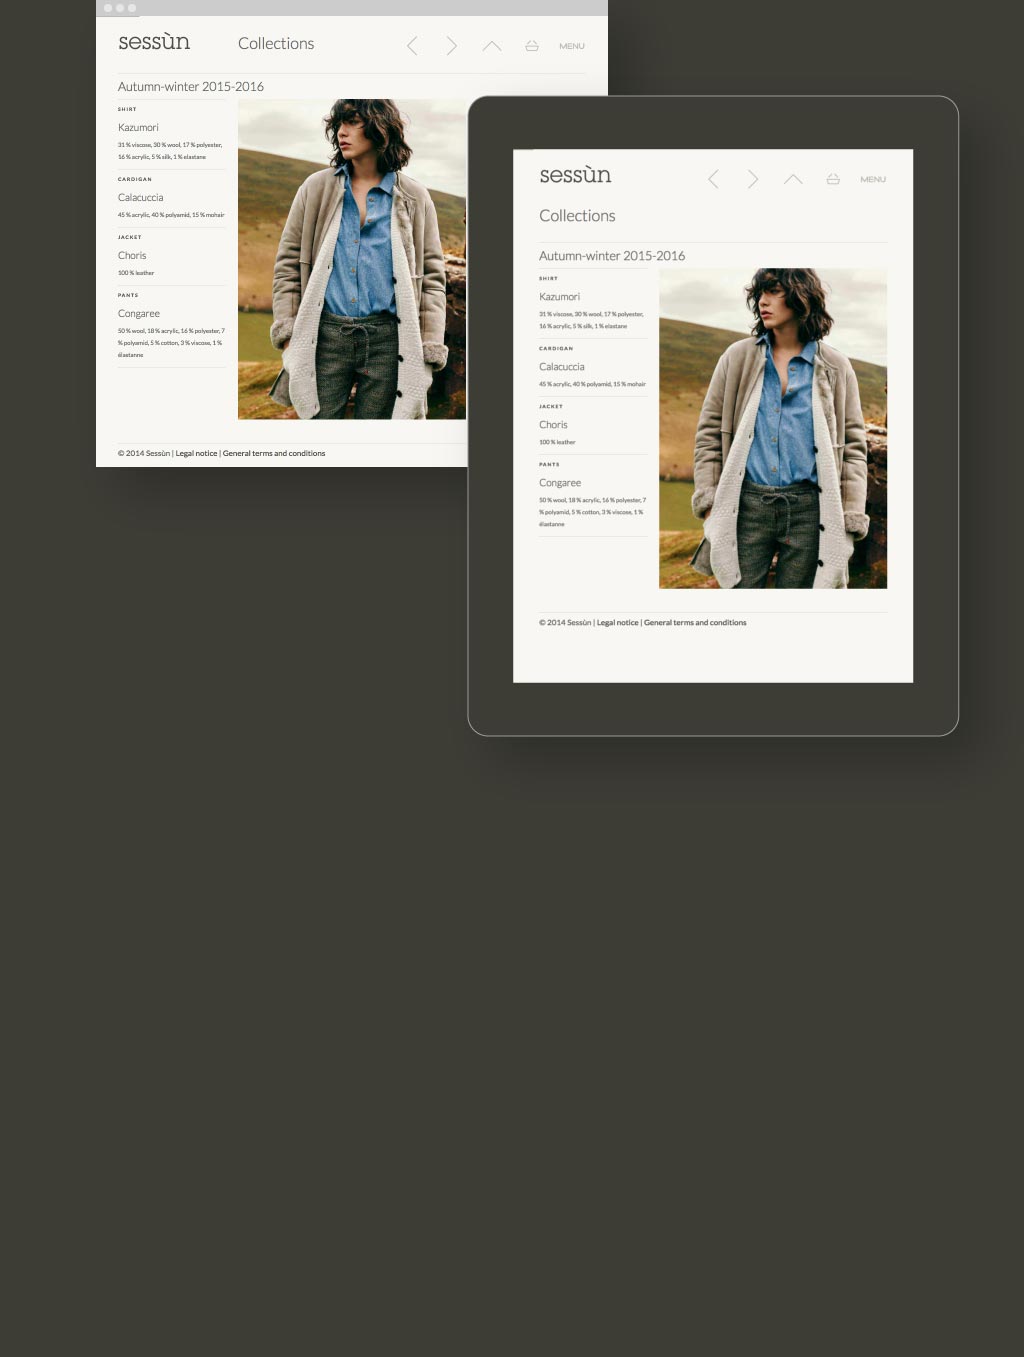 sessùn
Collections
MENU
Autumn-winter 2015-2016
SHIRT
Kazumori
31 % viscose, 30 % wool, 17 % polyester,
16 % acrylic, 5 % silk, 1 % elastane
CARDIGAN
Calacuccia
45 % acrylic, 40 % polyamid, 15 % mohair
JACKET
Choris
100 % leather
PANTS
Congaree
50 % wool, 18 % acrylic, 16 % polyester, 7
% polyamid, 5 % cotton, 3 % viscose, 1 %
élastanne
© 2014 Sessùn | Legal notice | General terms and conditions
sessùn
MENU
Collections
Autumn-winter 2015-2016
SHIRT
Kazumori
31 % viscose, 30 % wool, 17 % polyester,
16 % acrylic, 5 % silk, 1 % elastane
CARDIGAN
Calacuccia
45 % acrylic, 40 % polyamid, 15 % mohair
JACKET
Choris
100 % leather
PANTS
Congaree
50 % wool, 18 % acrylic, 16 % polyester, 7
% polyamid, 5 % cotton, 3 % viscose, 1 %
élastanne
© 2014 Sessùn | Legal notice | General terms and conditions